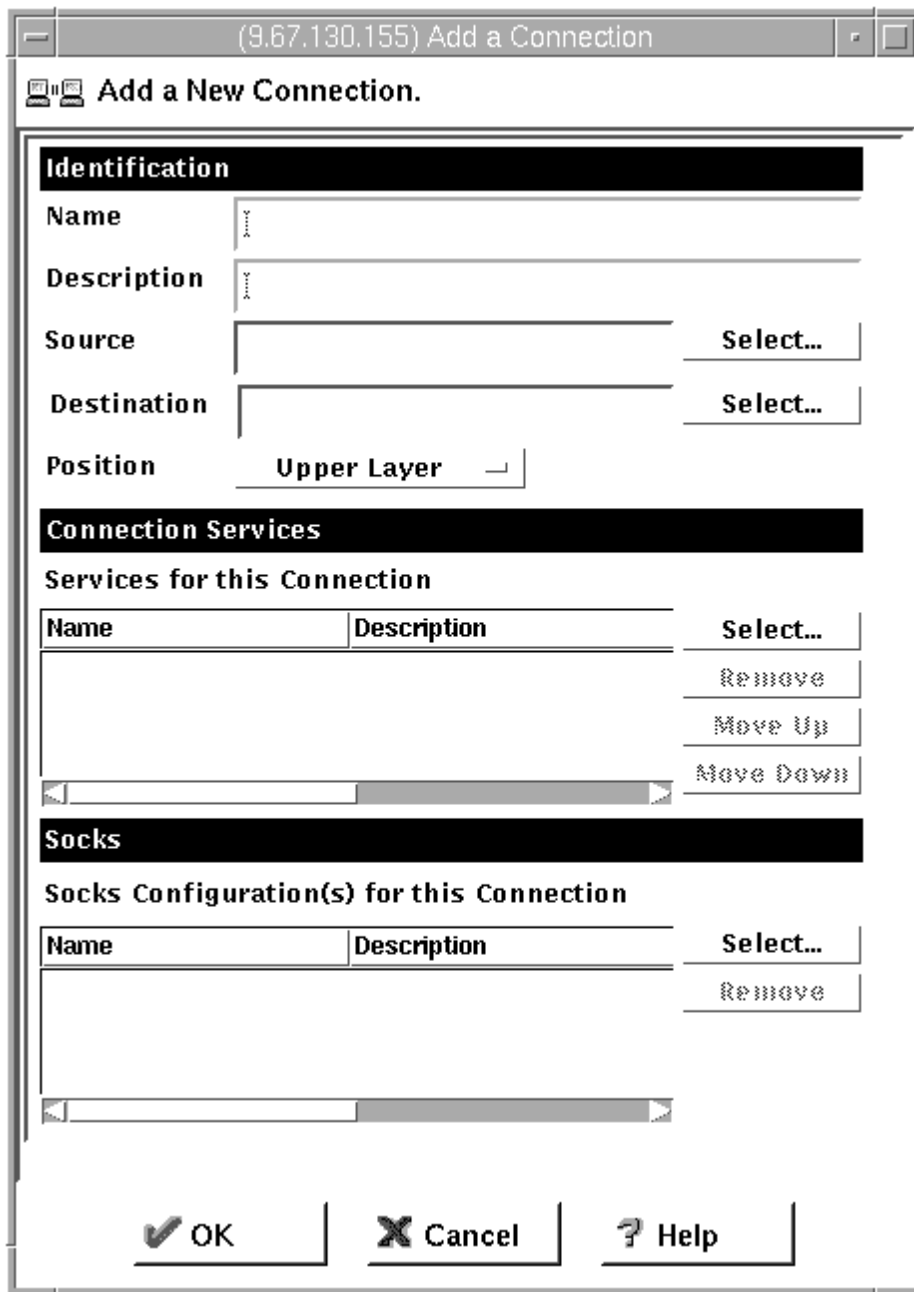 (9.67.130.155) Add a Connection
Add a New Connection.
Identification
Name
Description
Source Select...
Destination Select...
Position Upper Layer
Connection Services
Services for this Connection
Name Description Select...
Remove
Move Up
Move Down
Socks
Socks Configuration(s) for this Connection
Name Description Select...
Remove
OK Cancel Help